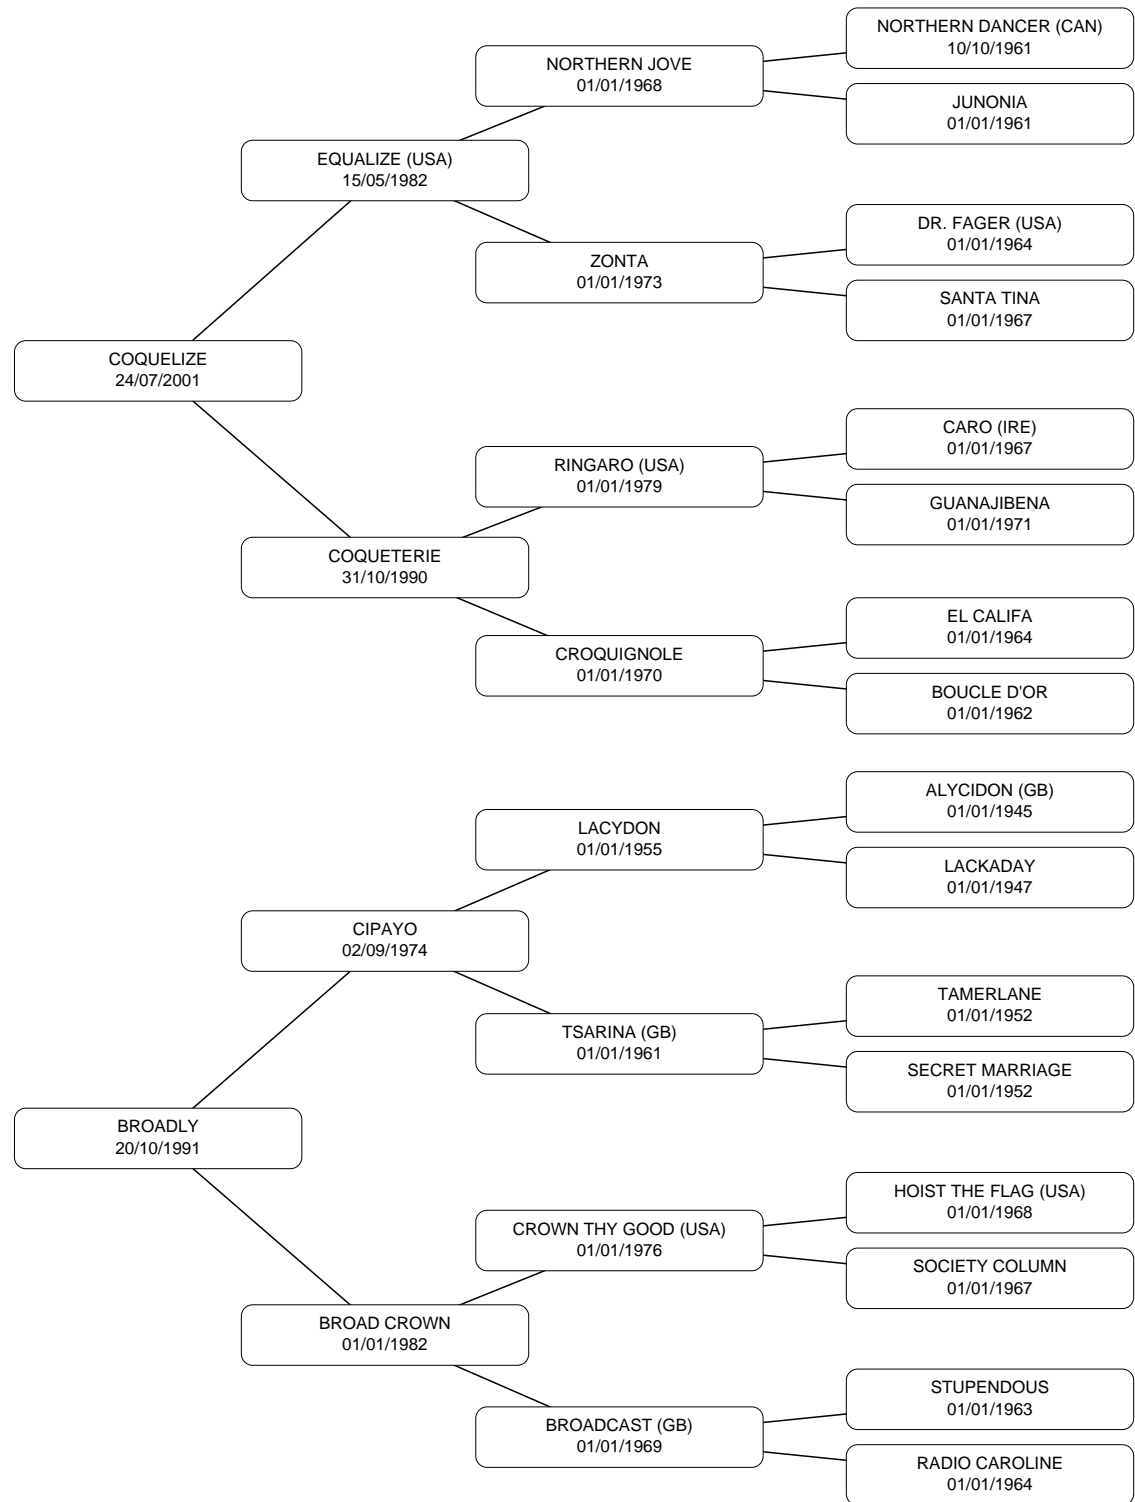 NORTHERN DANCER (CAN)
10/10/1961
NORTHERN JOVE
01/01/1968
JUNONIA
01/01/1961
EQUALIZE (USA)
15/05/1982
DR. FAGER (USA)
01/01/1964
ZONTA
01/01/1973
SANTA TINA
01/01/1967
COQUELIZE
24/07/2001
CARO (IRE)
01/01/1967
RINGARO (USA)
01/01/1979
GUANAJIBENA
01/01/1971
COQUETERIE
31/10/1990
EL CALIFA
01/01/1964
CROQUIGNOLE
01/01/1970
BOUCLE D'OR
01/01/1962
ALYCIDON (GB)
01/01/1945
LACYDON
01/01/1955
LACKADAY
01/01/1947
CIPAYO
02/09/1974
TAMERLANE
01/01/1952
TSARINA (GB)
01/01/1961
SECRET MARRIAGE
01/01/1952
BROADLY
20/10/1991
HOIST THE FLAG (USA)
01/01/1968
CROWN THY GOOD (USA)
01/01/1976
SOCIETY COLUMN
01/01/1967
BROAD CROWN
01/01/1982
STUPENDOUS
01/01/1963
BROADCAST (GB)
01/01/1969
RADIO CAROLINE
01/01/1964